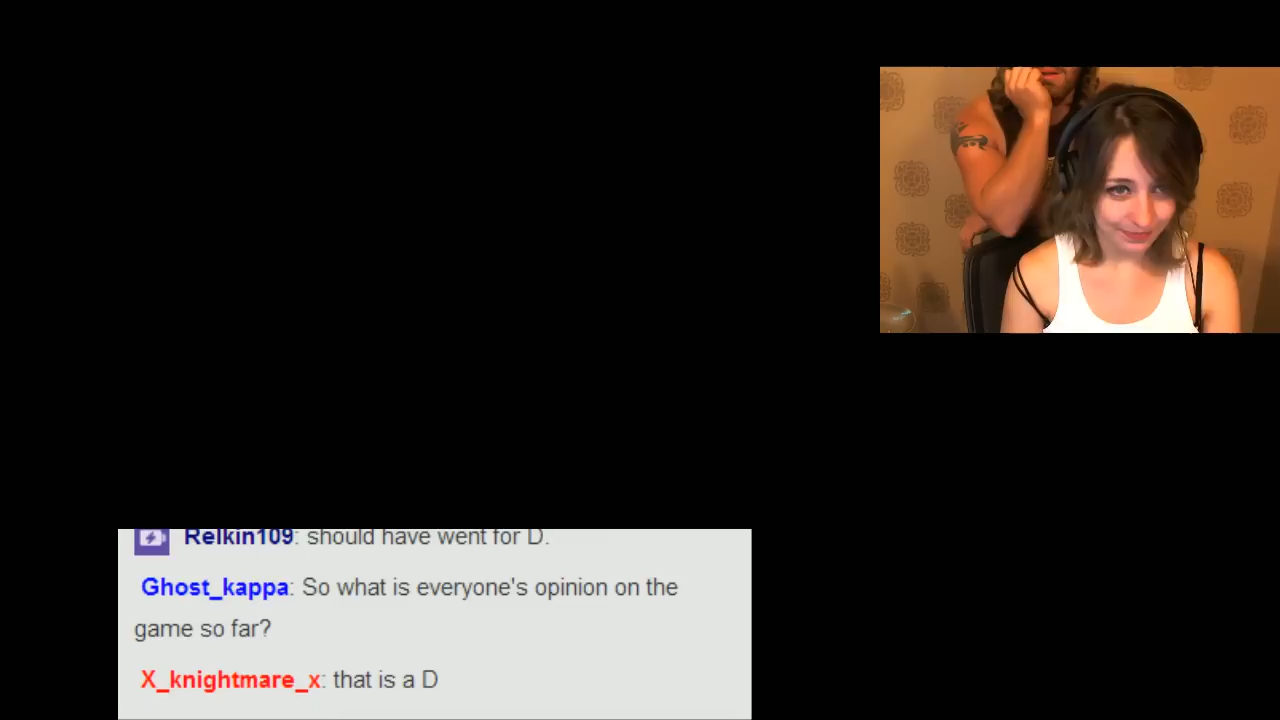 Relkin109: should have went for D.
Ghost_kappa: So what is everyone's opinion on the
game so far?
X_knightmare_x: that is a D